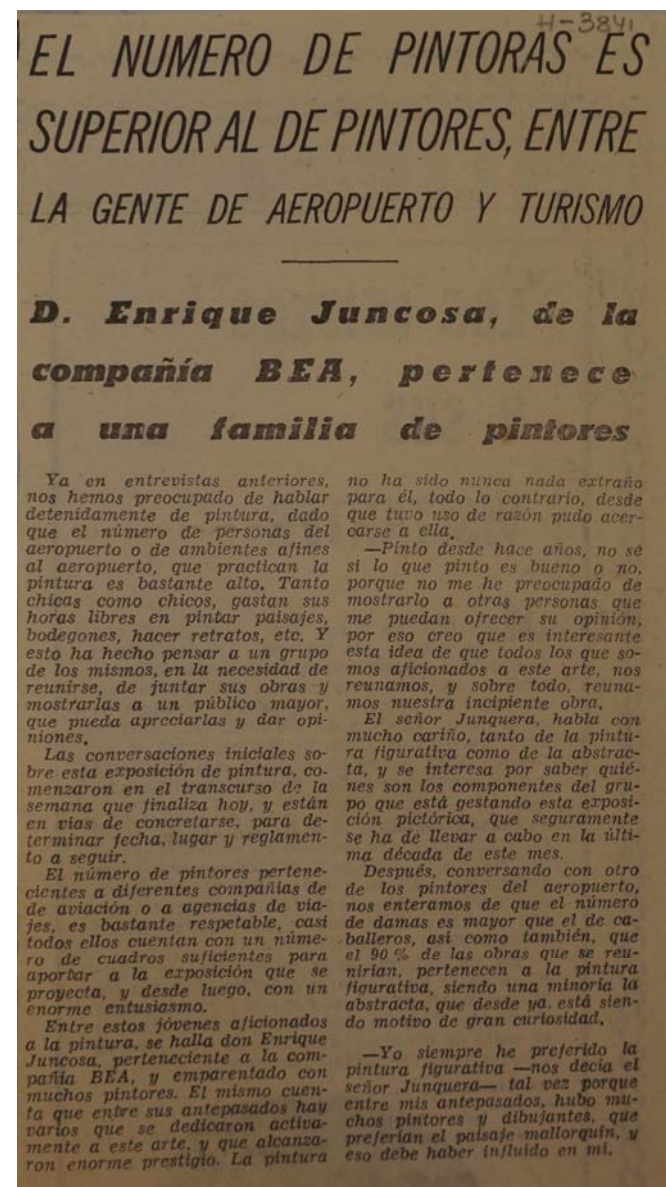 H-3841
EL NUMERO DE PINTORAS ES
SUPERIOR AL DE PINTORES, ENTRE
LA GENTE DE AEROPUERTO Y TURISMO
D. Enrique Juncosa, de la
compañía BEA, pertenece
a una familia de pintores
Ya en entrevistas anteriores,
nos hemos preocupado de hablar
detenidamente de pintura, dado
que el número de personas del
aeropuerto o de ambientes afines
al aeropuerto, que practican la
pintura es bastante alto. Tanto
chicas como chicos, gastan sus
horas libres en pintar paisajes,
bodegones, hacer retratos, etc. Y
esto ha hecho pensar a un grupo
de los mismos, en la necesidad de
reunirse, de juntar sus obras y
mostrarlas a un público mayor,
que pueda apreciarlas y dar opi-
niones.
Las conversaciones iniciales so-
bre esta exposición de pintura, co-
menzaron en el transcurso de la
semana que finaliza hoy, y están
en vías de concretarse, para de-
terminar fecha, lugar y reglamen-
to a seguir.
El número de pintores pertene-
cientes a diferentes compañías de
de aviación o a agencias de via-
jes, es bastante respetable, casi
todos ellos cuentan con un núme-
ro de cuadros suficientes para
aportar a la exposición que se
proyecta, y desde luego, con un
enorme entusiasmo.
Entre estos jóvenes aficionados
a la pintura, se halla don Enrique
Juncosa, perteneciente a la com-
pañía BEA, y emparentado con
muchos pintores. El mismo cuen-
ta que entre sus antepasados hay
varios que se dedicaron activa-
mente a este arte, y que alcanza-
ron enorme prestigio. La pintura
no ha sido nunca nada extraño
para él, todo lo contrario, desde
que tuvo uso de razón pudo acer-
carse a ella.
—Pinto desde hace años, no sé
si lo que pinto es bueno o no,
porque no me he preocupado de
mostrarlo a otras personas que
me puedan ofrecer su opinión,
por eso creo que es interesante
esta idea de que todos los que so-
mos aficionados a este arte, nos
reunamos, y sobre todo, reuna-
mos nuestra incipiente obra.
El señor Junquera, habla con
mucho cariño, tanto de la pintu-
ra figurativa como de la abstrac-
ta, y se interesa por saber quié-
nes son los componentes del gru-
po que está gestando esta exposi-
ción pictórica, que seguramente
se ha de llevar a cabo en la últi-
ma década de este mes.
Después, conversando con otro
de los pintores del aeropuerto,
nos enteramos de que el número
de damas es mayor que el de ca-
balleros, así como también, que
el 90 % de las obras que se reu-
nirían, pertenecen a la pintura
figurativa, siendo una minoría la
abstracta, que desde ya, está sien-
do motivo de gran curiosidad.
—Yo siempre he preferido la
pintura figurativa —nos decía el
señor Junquera— tal vez porque
entre mis antepasados, hubo mu-
chos pintores y dibujantes, que
preferían el paisaje mallorquín, y
eso debe haber influido en mí.